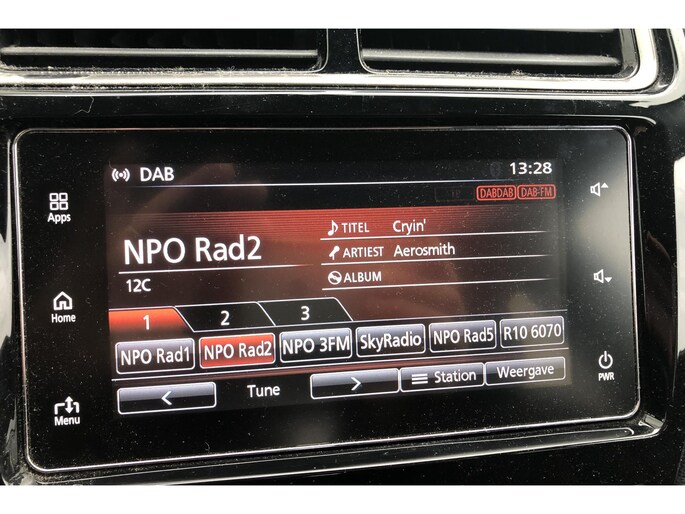 DAB 13:28
DABDAB DAB-FM
Apps
TITEL Cryin'
NPO Rad2
ARTIEST Aerosmith
ALBUM
12C
Home
1 2 3
NPO Rad1 NPO Rad2 NPO 3FM SkyRadio NPO Rad5 R10 6070
< Tune > Station Weergave
PWR
Menu